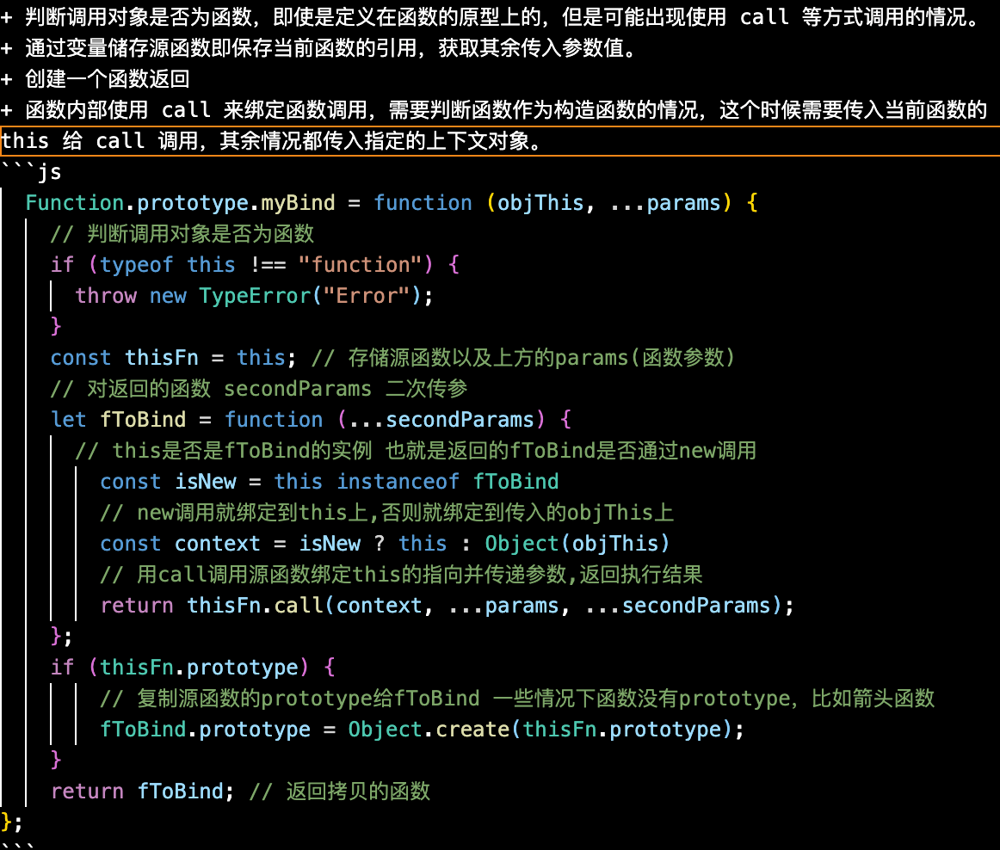 + 判断调用对象是否为函数，即使是定义在函数的原型上的，但是可能出现使用 call 等方式调用的情况。
+ 通过变量储存源函数即保存当前函数的引用，获取其余传入参数值。
+ 创建一个函数返回
+ 函数内部使用 call 来绑定函数调用，需要判断函数作为构造函数的情况，这个时候需要传入当前函数的
this 给 call 调用，其余情况都传入指定的上下文对象。
```js
  Function.prototype.myBind = function (objThis, ...params) {
    // 判断调用对象是否为函数
    if (typeof this !== "function") {
      throw new TypeError("Error");
    }
    const thisFn = this; // 存储源函数以及上方的params(函数参数)
    // 对返回的函数 secondParams 二次传参
    let fToBind = function (...secondParams) {
      // this是否是fToBind的实例 也就是返回的fToBind是否通过new调用
        const isNew = this instanceof fToBind
        // new调用就绑定到this上,否则就绑定到传入的objThis上
        const context = isNew ? this : Object(objThis)
        // 用call调用源函数绑定this的指向并传递参数,返回执行结果
        return thisFn.call(context, ...params, ...secondParams);
    };
    if (thisFn.prototype) {
        // 复制源函数的prototype给fToBind 一些情况下函数没有prototype，比如箭头函数
        fToBind.prototype = Object.create(thisFn.prototype);
    }
    return fToBind; // 返回拷贝的函数
};
```